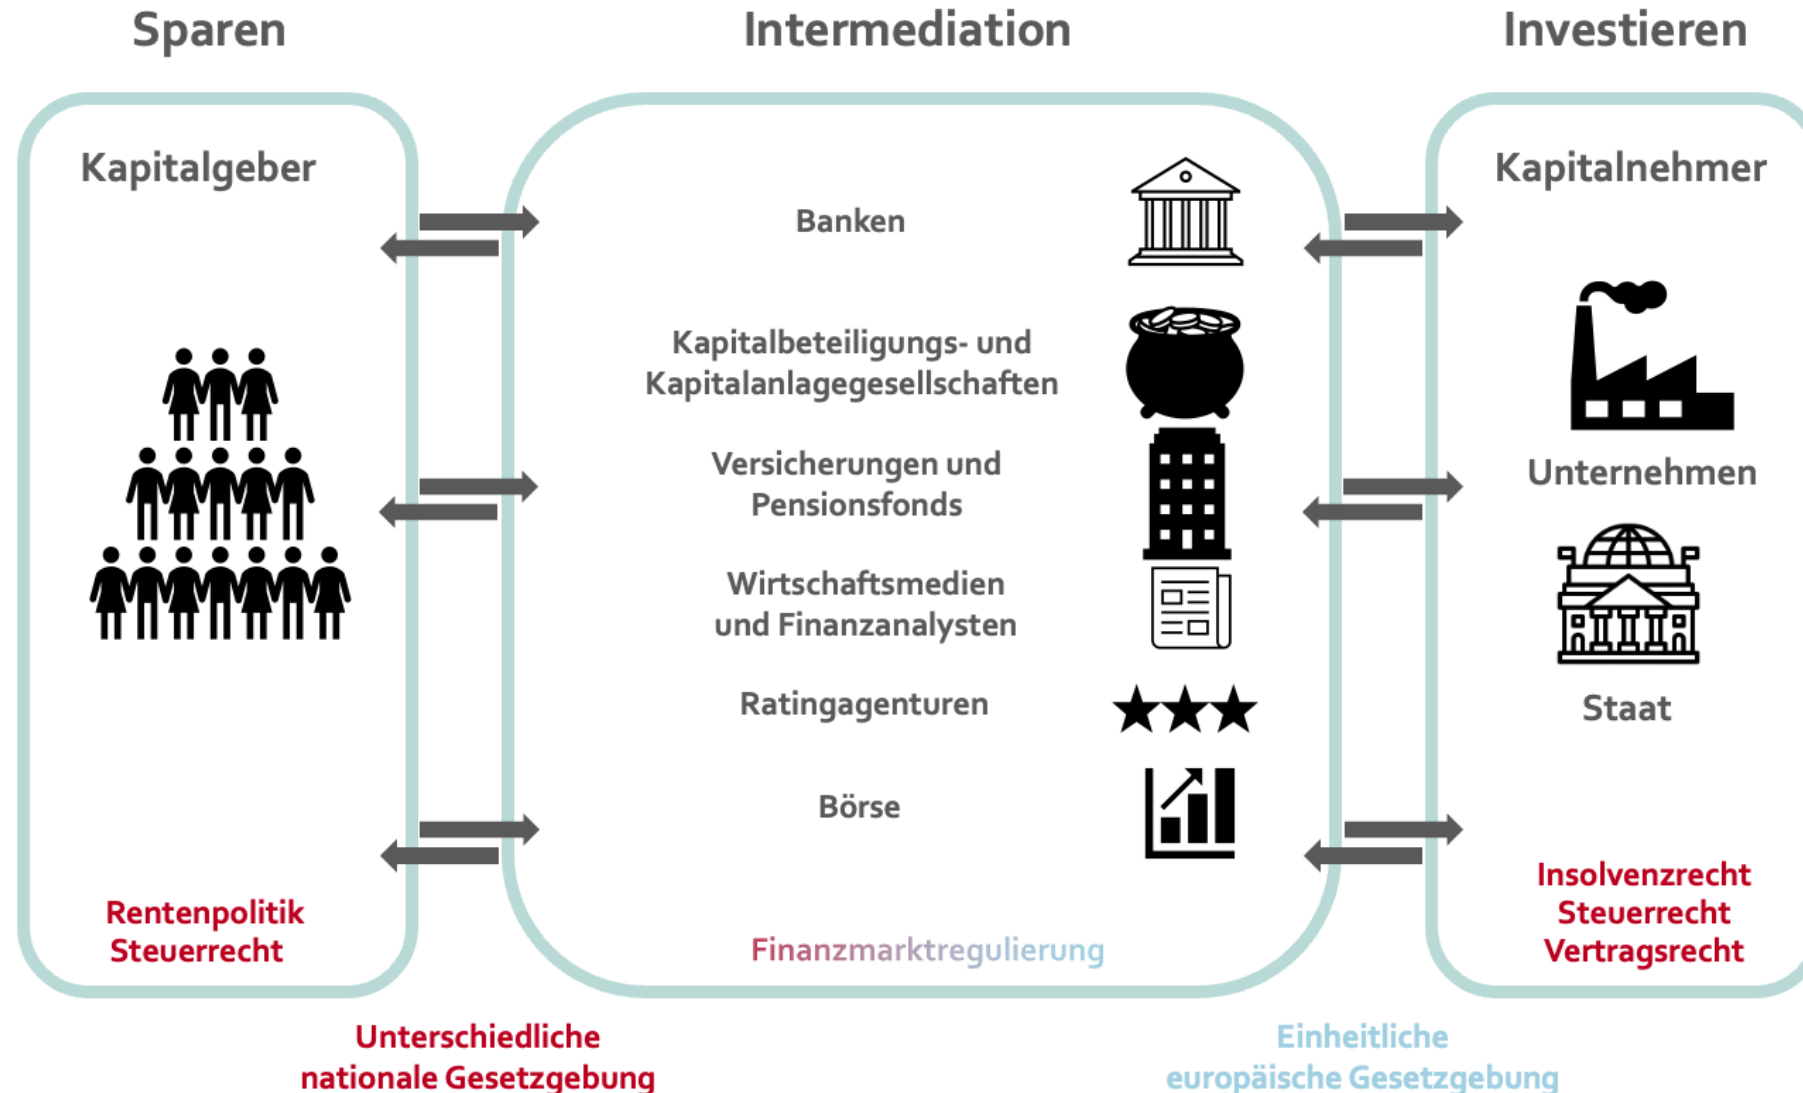 Sparen
Intermediation
Investieren
Kapitalgeber
Rentenpolitik
Steuerrecht
Banken
Kapitalbeteiligungs- und
Kapitalanlagegesellschaften
Versicherungen und
Pensionsfonds
Wirtschaftsmedien
und Finanzanalysten
Ratingagenturen
Börse
Finanzmarktregulierung
Kapitalnehmer
Unternehmen
Staat
Insolvenzrecht
Steuerrecht
Vertragsrecht
Unterschiedliche
nationale Gesetzgebung
Einheitliche
europäische Gesetzgebung